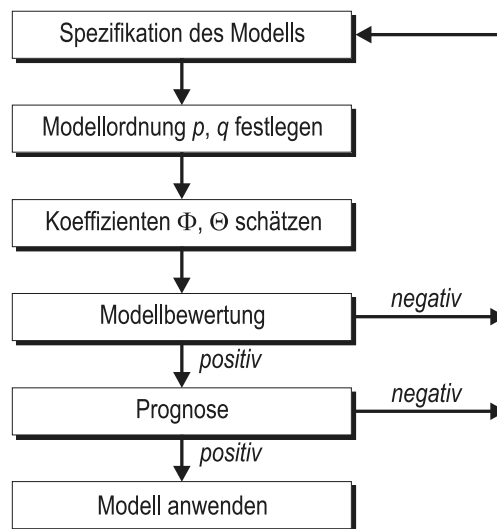 Spezifikation des Modells
Modellordnung p, q festlegen
Koeffizienten Φ, Θ schätzen
Modellbewertung
negativ
positiv
Prognose
negativ
positiv
Modell anwenden